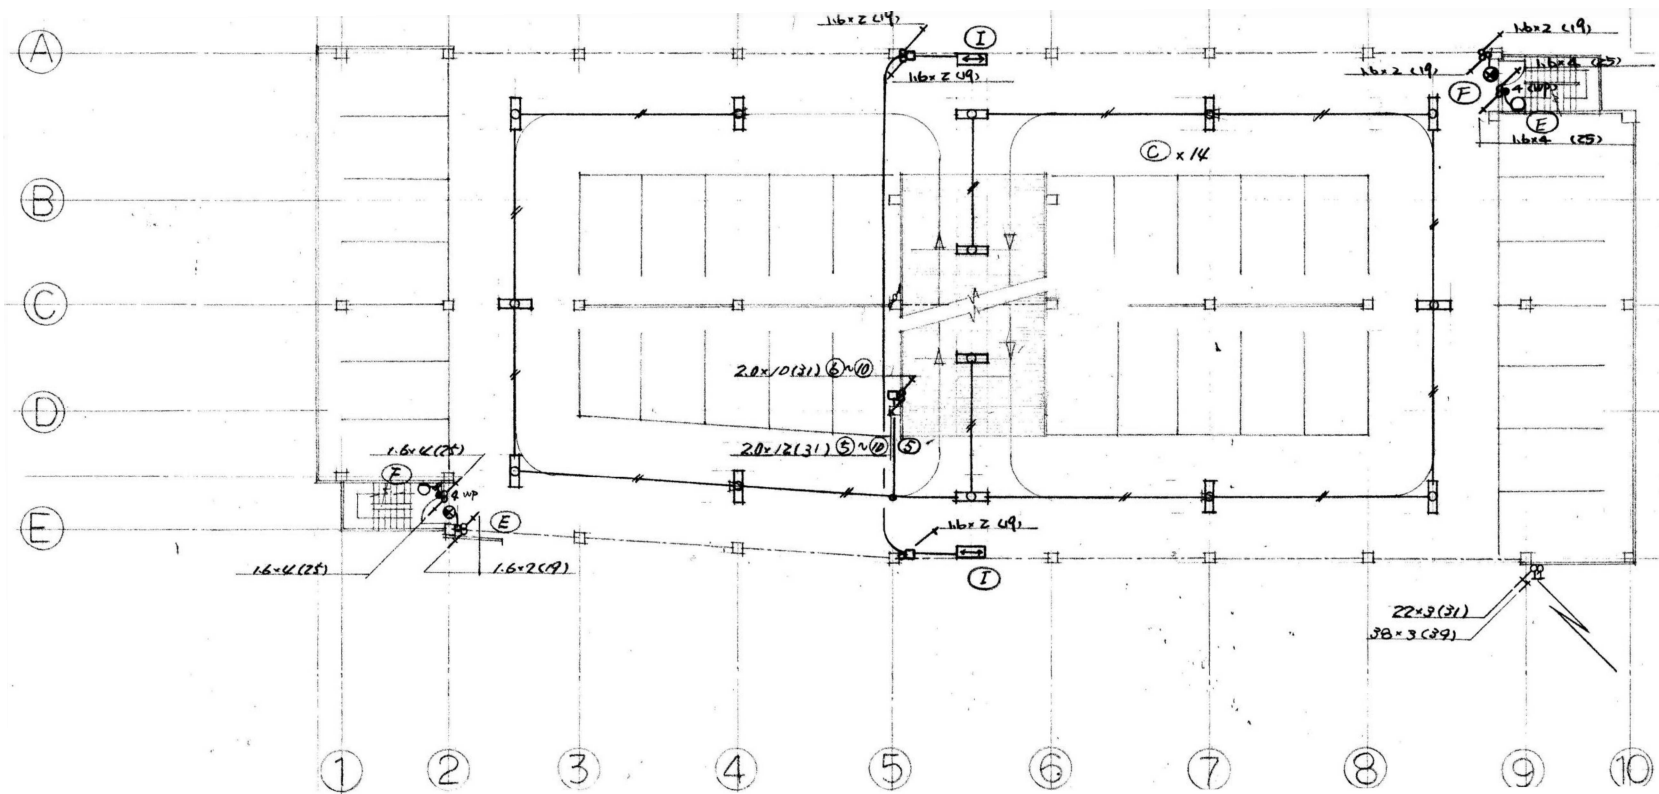 A
B
C
D
E
1.6×2 (19)
I
1.6×2 (19)
1.6×2 (19)
1.6×2 (19)
1.6×4 (25)
F
4 (WP)
E
1.6×4 (25)
C ×14
2.0×10(31) ⑥~⑩
2.0×12(31) ⑤~⑩ ⑤
1.6×4(25)
F
4 WP
E
1.6×2 (19)
I
1.6×4(25)
1.6×2(19)
22×3(31)
38×3(39)
1 2 3 4 5 6 7 8 9 10